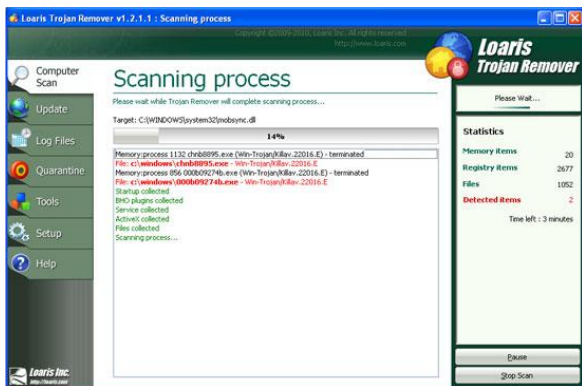 Loaris Trojan Remover v1.2.1.1 : Scanning process
Copyright ©2009-2010, Loaris Inc. All rights reserved
http://www.loaris.com
Loaris
Trojan Remover
Computer
Scan
Update
Log Files
Quarantine
Tools
Setup
Help
Loaris Inc.
http://loaris.com/
Scanning process
Please wait while Trojan Remover will complete scanning process...
Target: C:\WINDOWS\system32\mobsync.dll
14%
Memory:process 1132 chnb8895.exe (Win-Trojan/Killav.22016.E) - terminated
File: c:\windows\chnb8895.exe - Win-Trojan/Killav.22016.E
Memory:process 856 000b09274b.exe (Win-Trojan/Killav.22016.E) - terminated
File: c:\windows\000b09274b.exe - Win-Trojan/Killav.22016.E
Startup collected
BHO plugins collected
Service collected
ActiveX collected
Files collected
Scanning process...
Please Wait...
Statistics
Memory items 20
Registry items 2677
Files 1052
Detected items 2
Time left : 3 minutes
Pause
Stop Scan